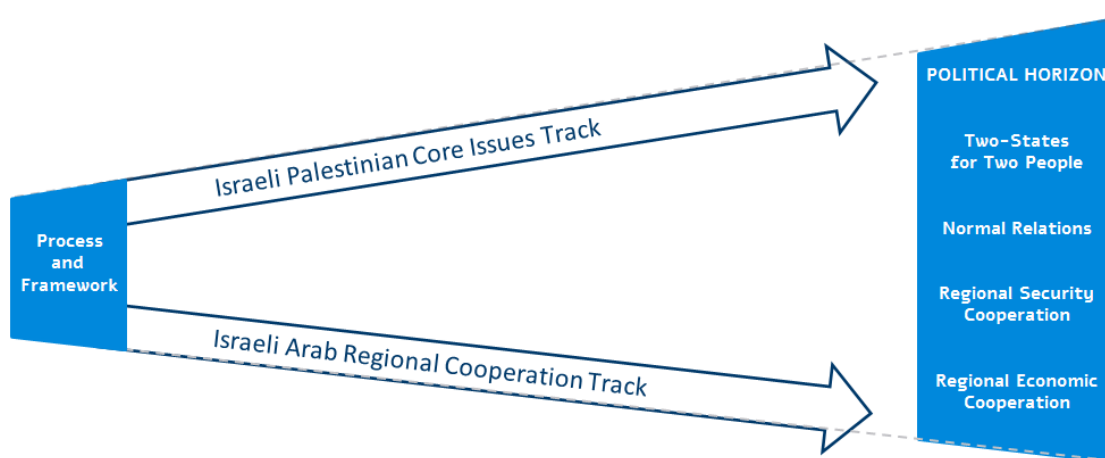 Process
and
Framework
Israeli Palestinian Core Issues Track
Israeli Arab Regional Cooperation Track
POLITICAL HORIZON
Two-States
for Two People
Normal Relations
Regional Security
Cooperation
Regional Economic
Cooperation